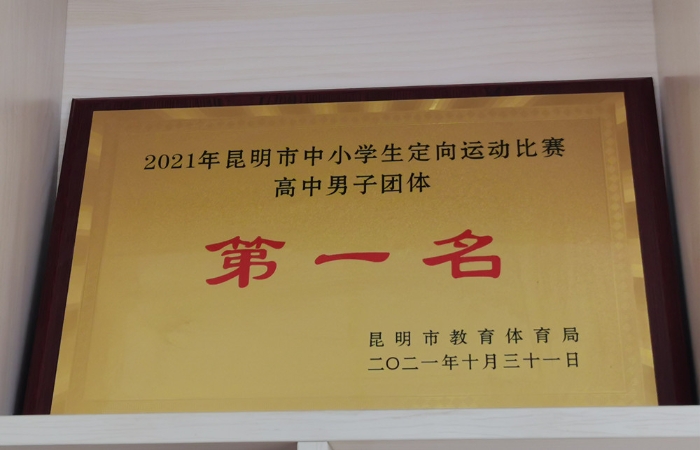 2021年昆明市中小学生定向运动比赛
高中男子团体
第一名
昆明市教育体育局
二〇二一年十月三十一日